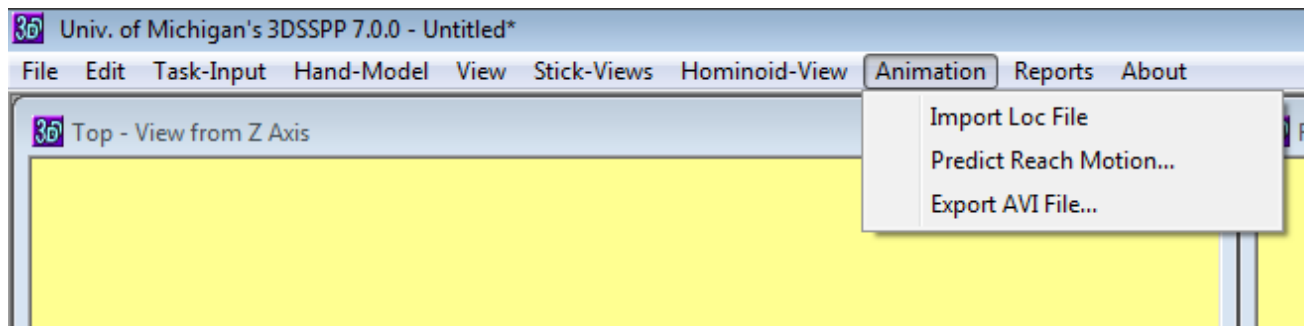 3D Univ. of Michigan's 3DSSPP 7.0.0 - Untitled*
File Edit Task-Input Hand-Model View Stick-Views Hominoid-View Animation Reports About
3D Top - View from Z Axis
Import Loc File
Predict Reach Motion...
Export AVI File...